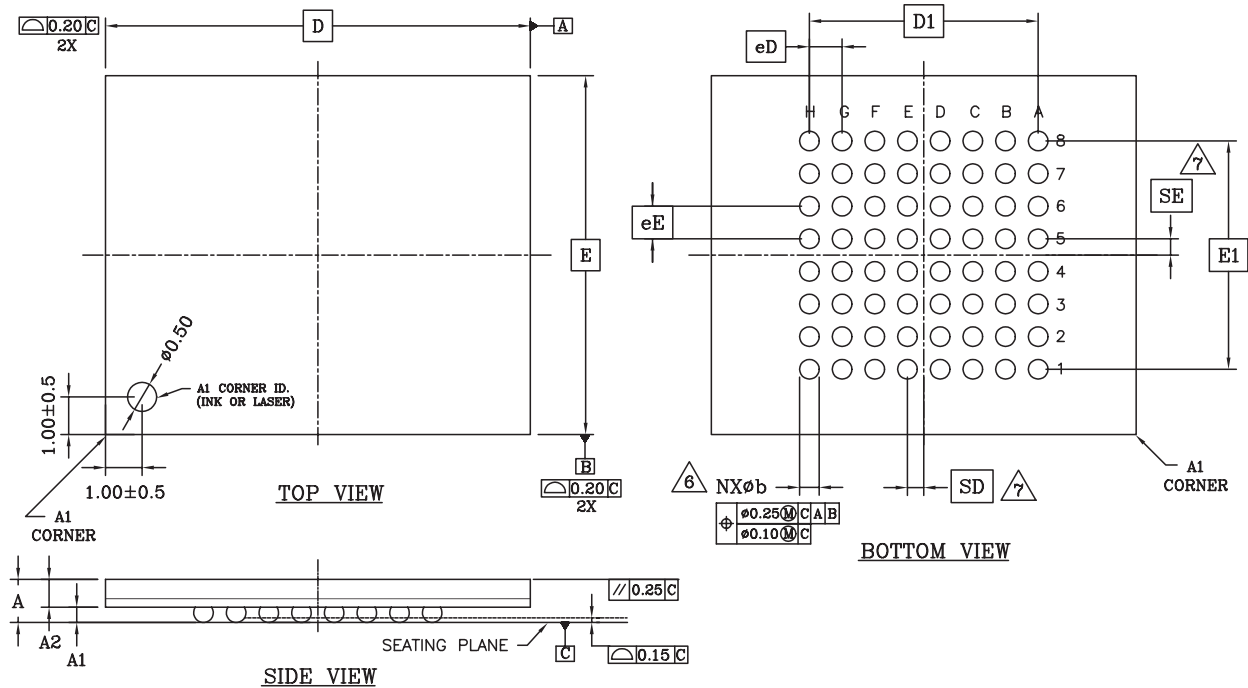 0.20 C
2X
D
A
E
ø0.50
A1 CORNER ID.
(INK OR LASER)
1.00±0.5
1.00±0.5
B
0.20 C
2X
TOP VIEW
A1
CORNER
D1
eD
H G F E D C B A
8
7
6
5
4
3
2
1
7
SE
E1
eE
6 NXøb
ø0.25 M C A B
ø0.10 M C
SD 7
A1
CORNER
BOTTOM VIEW
A
A2
A1
// 0.25 C
SEATING PLANE
C
0.15 C
SIDE VIEW